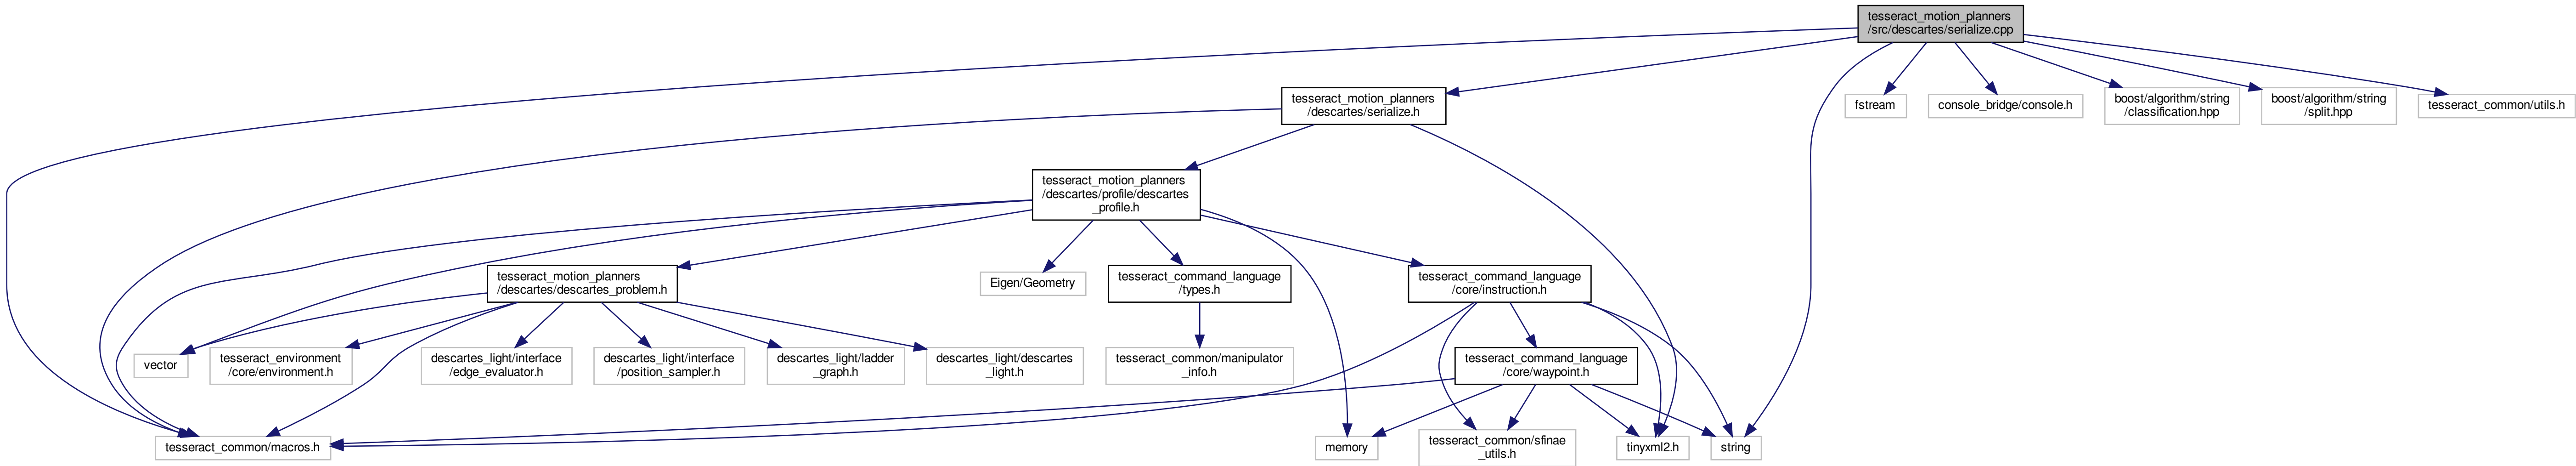 tesseract_motion_planners
/src/descartes/serialize.cpp
tesseract_motion_planners
/descartes/serialize.h
fstream
console_bridge/console.h
boost/algorithm/string
/classification.hpp
boost/algorithm/string
/split.hpp
tesseract_common/utils.h
tesseract_motion_planners
/descartes/profile/descartes
_profile.h
tesseract_motion_planners
/descartes/descartes_problem.h
Eigen/Geometry
tesseract_command_language
/types.h
tesseract_command_language
/core/instruction.h
vector
tesseract_environment
/core/environment.h
descartes_light/interface
/edge_evaluator.h
descartes_light/interface
/position_sampler.h
descartes_light/ladder
_graph.h
descartes_light/descartes
_light.h
tesseract_common/manipulator
_info.h
tesseract_command_language
/core/waypoint.h
tesseract_common/macros.h
memory
tesseract_common/sfinae
_utils.h
tinyxml2.h
string